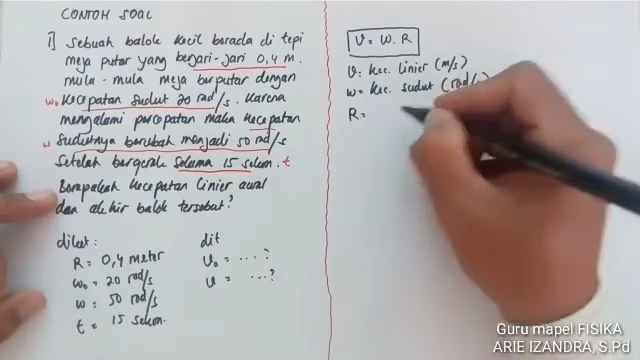 CONTOH SOAL
1] Sebuah balok kecil berada di tepi
meja putar yang berjari-jari 0,4 m.
mula-mula meja berputar dengan
ω₀ kecepatan sudut 20 rad/s. karena
mengalami percepatan maka kecepatan
ω sudutnya berubah menjadi 50 rad/s
setelah bergerak selama 15 sekon. t
Berapakah kecepatan linier awal
dan akhir balok tersebut?
diket:
R = 0,4 meter
ω₀ = 20 rad/s
ω = 50 rad/s
t = 15 sekon.
dit
v₀ = ...?
v = ...?
v = ω . R
v = kec. linier (m/s)
ω = kec. sudut (rad/s)
R =
Guru mapel FISIKA
ARIE IZANDRA, S.Pd